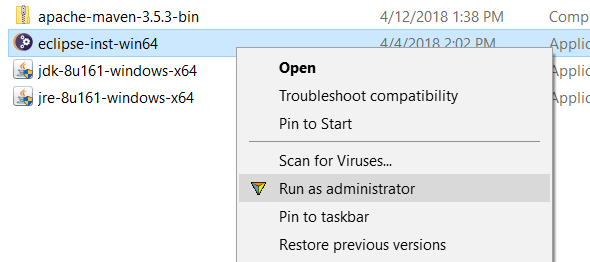 apache-maven-3.5.3-bin 4/12/2018 1:38 PM Comp
eclipse-inst-win64 4/4/2018 2:02 PM Applic
jdk-8u161-windows-x64 Applic
jre-8u161-windows-x64 Applic
Open
Troubleshoot compatibility
Pin to Start
Scan for Viruses...
Run as administrator
Pin to taskbar
Restore previous versions